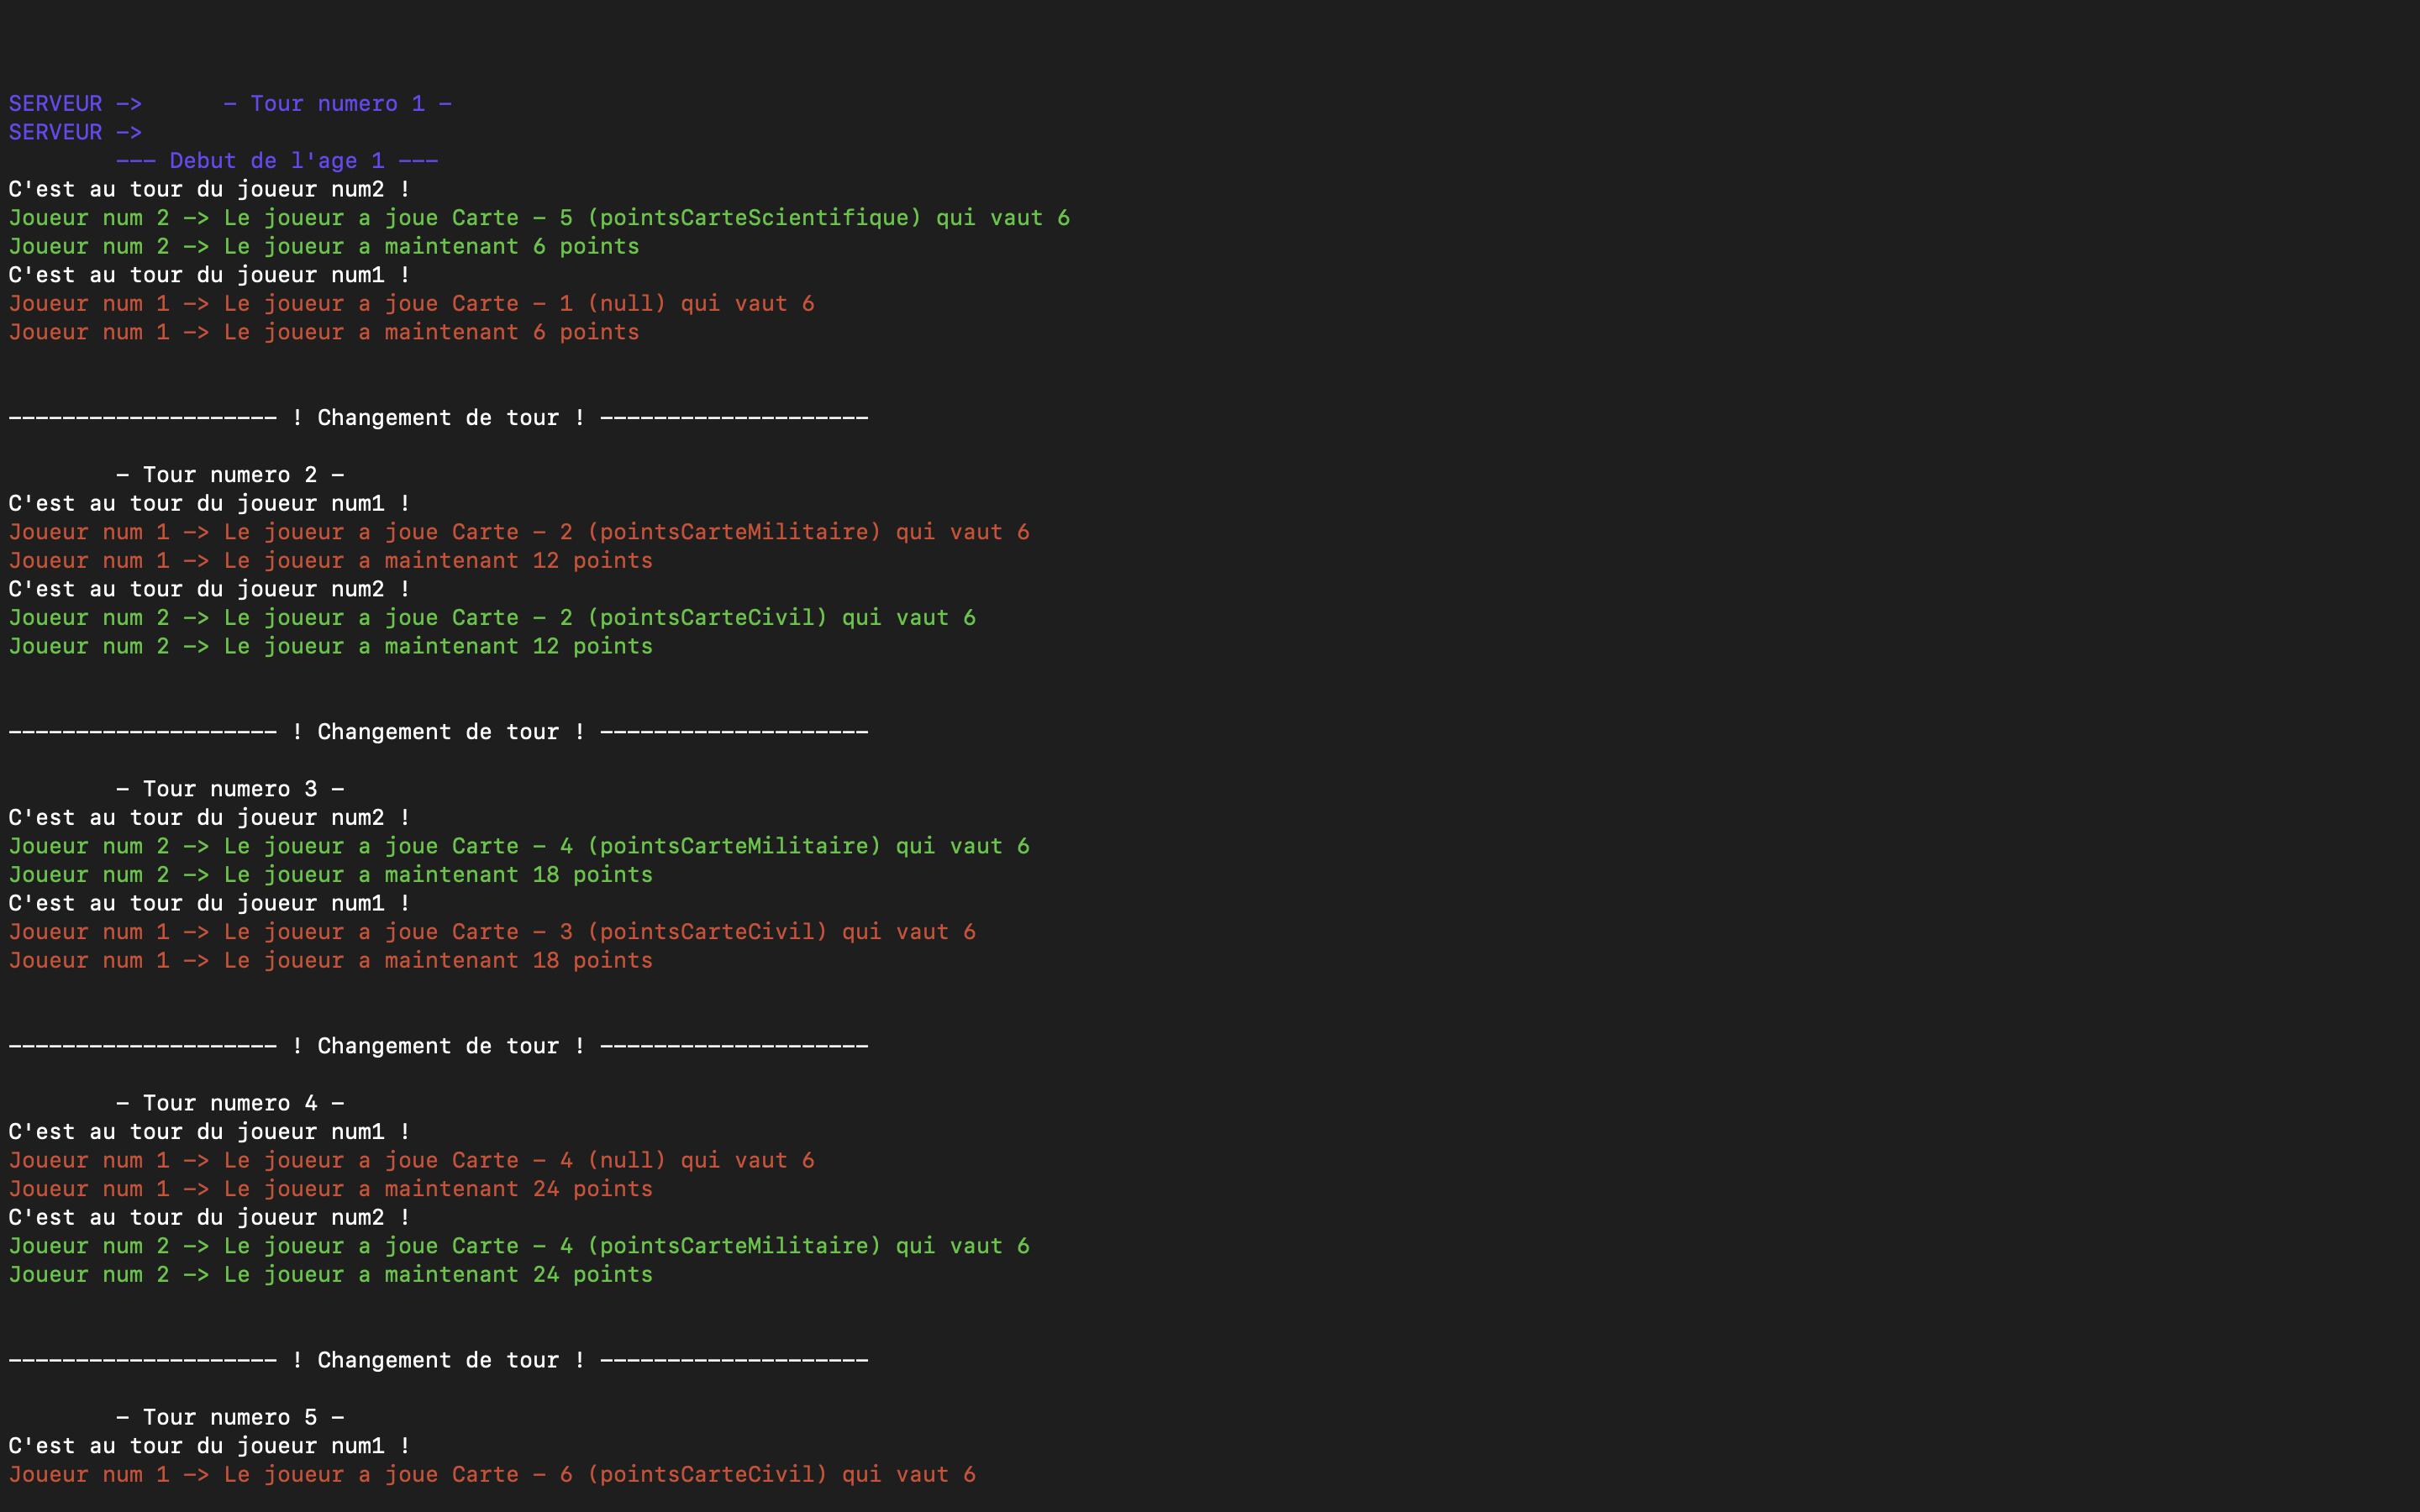 SERVEUR —>      — Tour numero 1 —
SERVEUR —>
        ——— Debut de l'age 1 ———
C'est au tour du joueur num2 !
Joueur num 2 —> Le joueur a joue Carte — 5 (pointsCarteScientifique) qui vaut 6
Joueur num 2 —> Le joueur a maintenant 6 points
C'est au tour du joueur num1 !
Joueur num 1 —> Le joueur a joue Carte — 1 (null) qui vaut 6
Joueur num 1 —> Le joueur a maintenant 6 points
———————————————————— ! Changement de tour ! ————————————————————
        — Tour numero 2 —
C'est au tour du joueur num1 !
Joueur num 1 —> Le joueur a joue Carte — 2 (pointsCarteMilitaire) qui vaut 6
Joueur num 1 —> Le joueur a maintenant 12 points
C'est au tour du joueur num2 !
Joueur num 2 —> Le joueur a joue Carte — 2 (pointsCarteCivil) qui vaut 6
Joueur num 2 —> Le joueur a maintenant 12 points
———————————————————— ! Changement de tour ! ————————————————————
        — Tour numero 3 —
C'est au tour du joueur num2 !
Joueur num 2 —> Le joueur a joue Carte — 4 (pointsCarteMilitaire) qui vaut 6
Joueur num 2 —> Le joueur a maintenant 18 points
C'est au tour du joueur num1 !
Joueur num 1 —> Le joueur a joue Carte — 3 (pointsCarteCivil) qui vaut 6
Joueur num 1 —> Le joueur a maintenant 18 points
———————————————————— ! Changement de tour ! ————————————————————
        — Tour numero 4 —
C'est au tour du joueur num1 !
Joueur num 1 —> Le joueur a joue Carte — 4 (null) qui vaut 6
Joueur num 1 —> Le joueur a maintenant 24 points
C'est au tour du joueur num2 !
Joueur num 2 —> Le joueur a joue Carte — 4 (pointsCarteMilitaire) qui vaut 6
Joueur num 2 —> Le joueur a maintenant 24 points
———————————————————— ! Changement de tour ! ————————————————————
        — Tour numero 5 —
C'est au tour du joueur num1 !
Joueur num 1 —> Le joueur a joue Carte — 6 (pointsCarteCivil) qui vaut 6